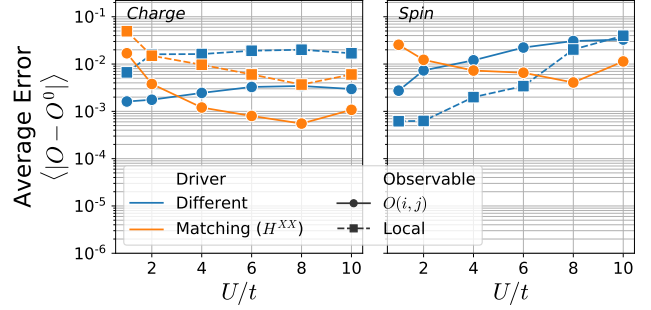 Charge
Spin
Average Error
⟨|O − O⁰|⟩
10⁻¹
10⁻²
10⁻³
10⁻⁴
10⁻⁵
10⁻⁶
Driver
Different
Matching (Hˣˣ)
Observable
O(i, j)
Local
2 4 6 8 10
2 4 6 8 10
U/t
U/t